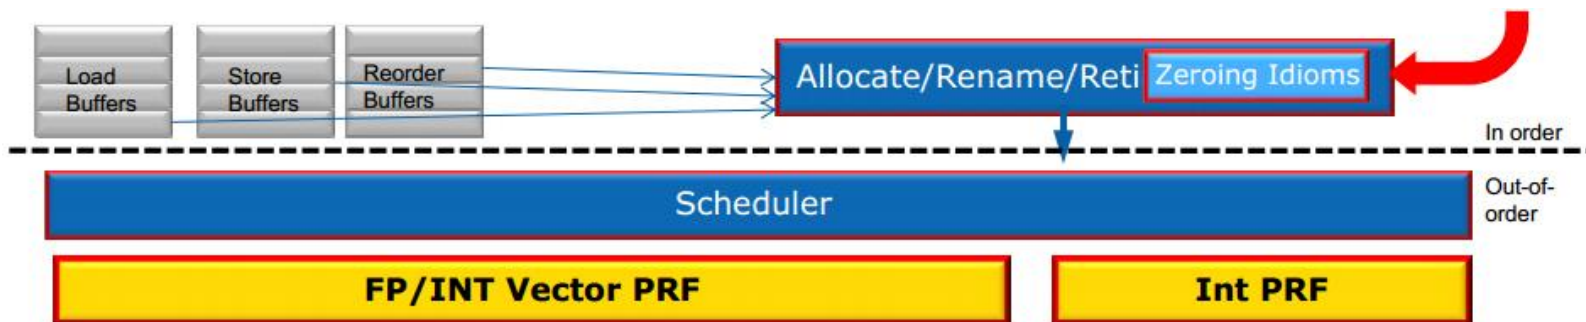 Load
Buffers
Store
Buffers
Reorder
Buffers
Allocate/Rename/Reti
Zeroing Idioms
In order
Scheduler
Out-of-
order
FP/INT Vector PRF
Int PRF